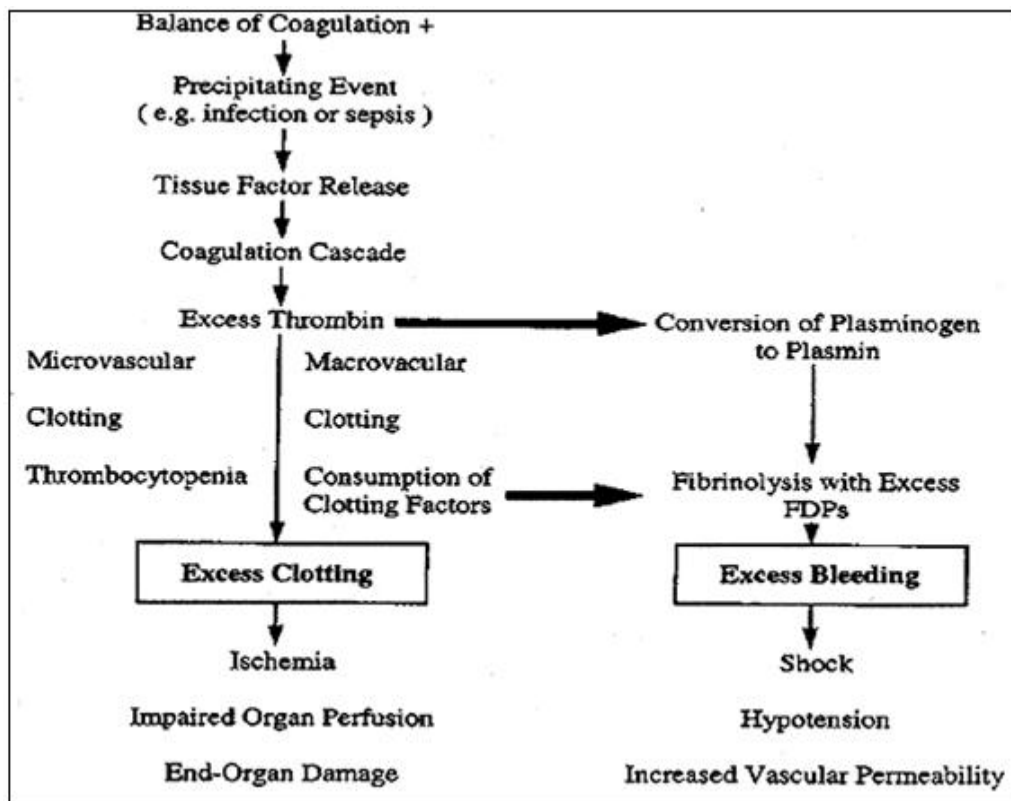 Balance of Coagulation +
Precipitating Event
( e.g. infection or sepsis )
Tissue Factor Release
Coagulation Cascade
Excess Thrombin
Conversion of Plasminogen
to Plasmin
Microvascular
Macrovacular
Clotting
Clotting
Thrombocytopenia
Consumption of
Clotting Factors
Fibrinolysis with Excess
FDPs
Excess Clotting
Excess Bleeding
Ischemia
Shock
Impaired Organ Perfusion
Hypotension
End-Organ Damage
Increased Vascular Permeability